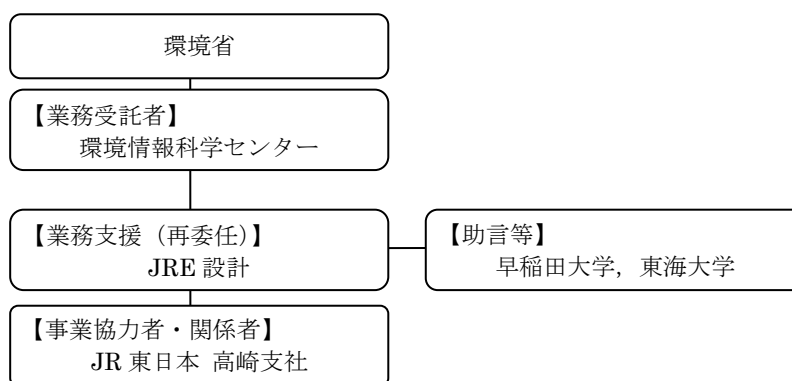 環境省
【業務受託者】
環境情報科学センター
【業務支援（再委任）】
JRE 設計
【助言等】
早稲田大学，東海大学
【事業協力者・関係者】
JR 東日本 高崎支社